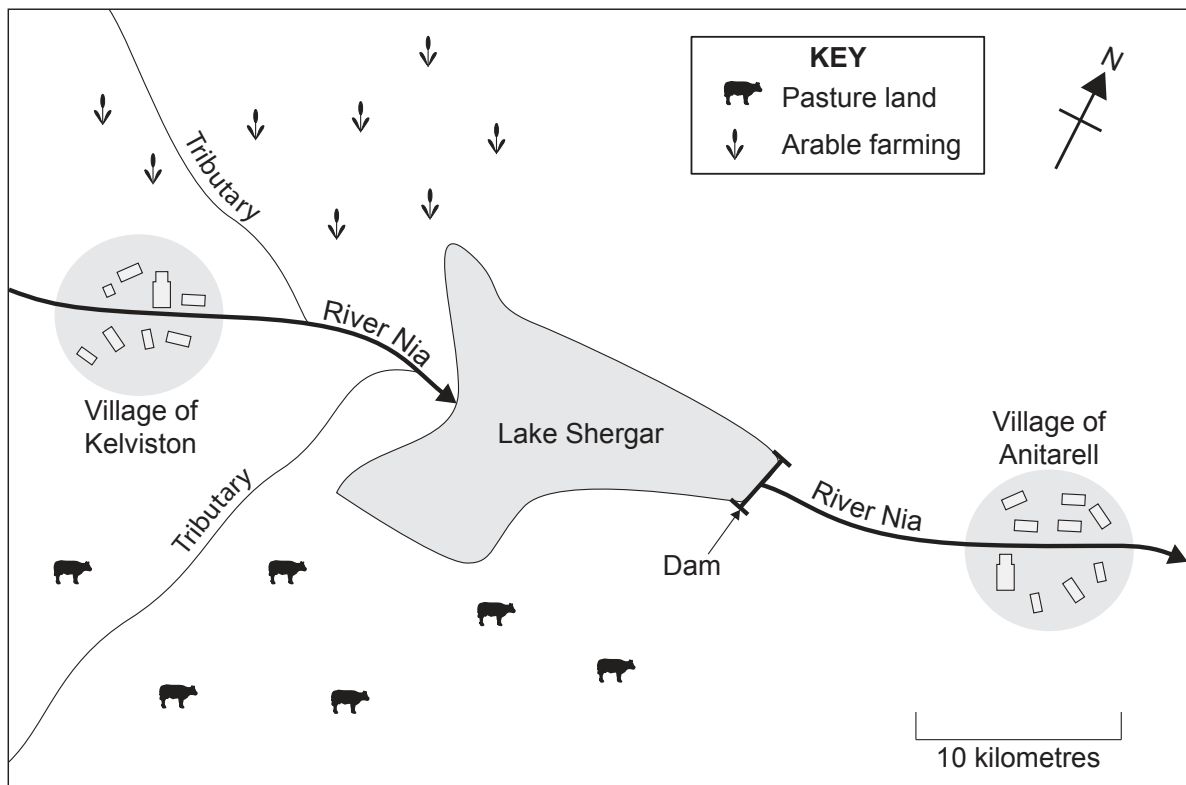 KEY
Pasture land
Arable farming
N
Tributary
River Nia
Village of
Kelviston
Lake Shergar
Village of
Anitarell
River Nia
Tributary
Dam
10 kilometres